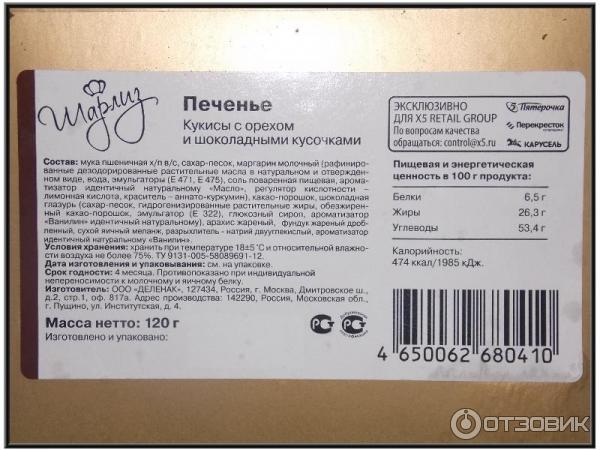 Шарлиз
Печенье
Кукисы с орехом
и шоколадными кусочками
ЭКСКЛЮЗИВНО
ДЛЯ X5 RETAIL GROUP
По вопросам качества
обращаться: control@x5.ru
Пятерочка
Перекресток
КАРУСЕЛЬ
Состав: мука пшеничная х/п в/с, сахар-песок, маргарин молочный (рафиниро-
ванные дезодорированные растительные масла в натуральном и отвержден-
ном виде, вода, эмульгаторы (Е 471, Е 475), соль поваренная пищевая, арома-
тизатор идентичный натуральному «Масло», регулятор кислотности –
лимонная кислота, краситель – аннато-куркумин), какао-порошок, шоколадная
глазурь (сахар-песок, гидрогенизированные растительные жиры, обезжирен-
ный какао-порошок, эмульгатор (Е 322), глюкозный сироп, ароматизатор
«Ванилин» идентичный натуральному), арахис жареный, фундук жареный дроб-
ленный, сухой яичный меланж, разрыхлитель - натрий двууглекислый, ароматиза-
тор идентичный натуральному «Ванилин».
Условия хранения: хранить при температуре 18±5°С и относительной влажно-
сти воздуха не более 75%. ТУ 9131-005-58089691-12.
Дата изготовления и упаковывания: см. на упаковке.
Срок годности: 4 месяца. Противопоказано при индивидуальной
непереносимости к молочному и яичному белку.
Изготовитель: ООО «ДЕЛЕНАК», 127434, Россия, г. Москва, Дмитровское ш.,
д.2, стр.1, оф. 817а. Адрес производства: 142290, Россия, Московская обл.,
г. Пущино, ул. Институтская, д. 4.
Масса нетто: 120 г
Изготовлено и упаковано:
Пищевая и энергетическая
ценность в 100 г продукта:
Белки 6,5 г
Жиры 26,3 г
Углеводы 53,4 г
Калорийность:
474 ккал/1985 кДж.
4 650062 680410
ОТЗОВИК